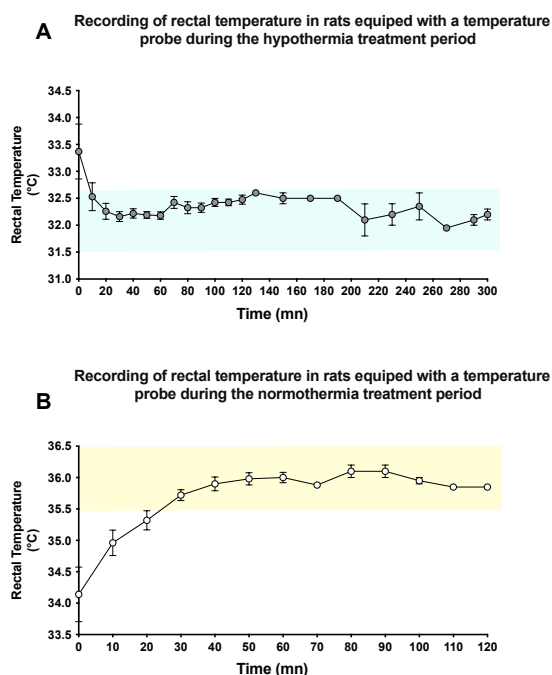 A
Recording of rectal temperature in rats equiped with a temperature
probe during the hypothermia treatment period
34.5
34.0
33.5
33.0
32.5
32.0
31.5
31.0
Rectal Temperature
(°C)
0 10 20 30 40 50 60 70 80 90 100 110 120 130 140 150 160 170 180 190 200 210 220 230 240 250 260 270 280 290 300
Time (mn)
B
Recording of rectal temperature in rats equiped with a temperature
probe during the normothermia treatment period
36.5
36.0
35.5
35.0
34.5
34.0
33.5
Rectal Temperature
(°C)
0 10 20 30 40 50 60 70 80 90 100 110 120
Time (mn)